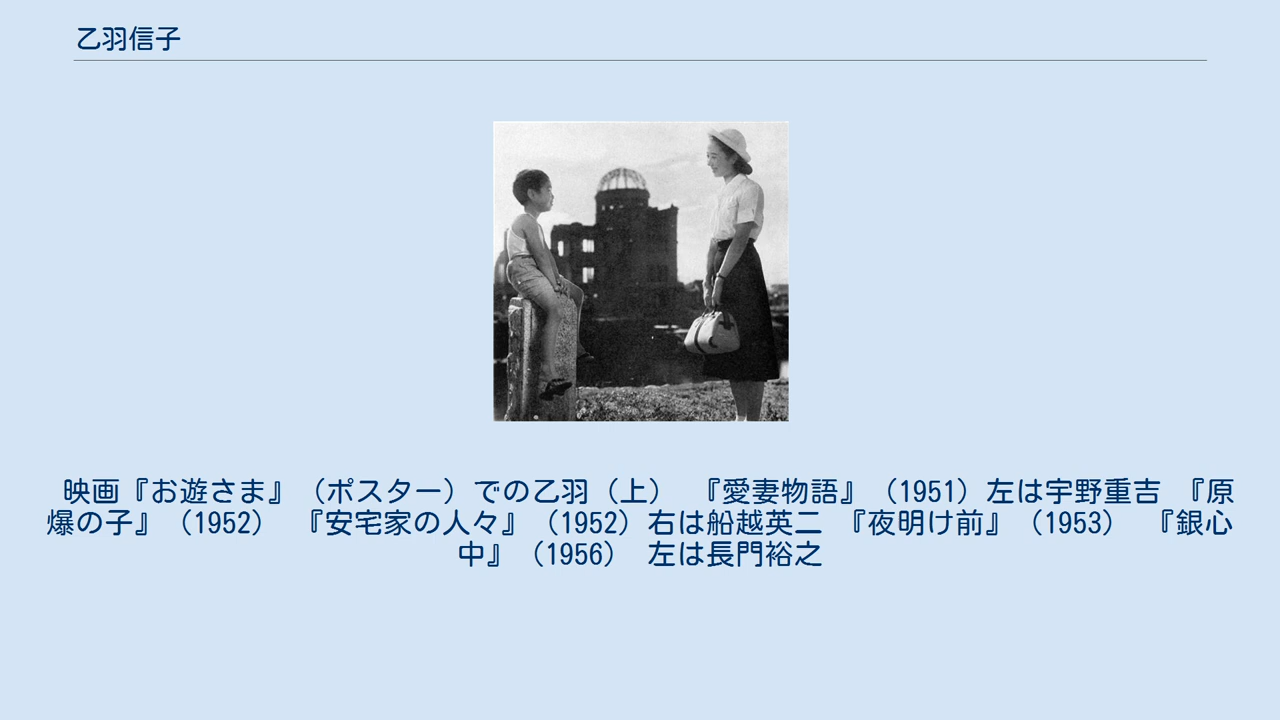 乙羽信子
映画『お遊さま』（ポスター）での乙羽（上） 『愛妻物語』（1951）左は宇野重吉 『原
爆の子』（1952） 『安宅家の人々』（1952）右は船越英二 『夜明け前』（1953） 『銀心
中』（1956） 左は長門裕之